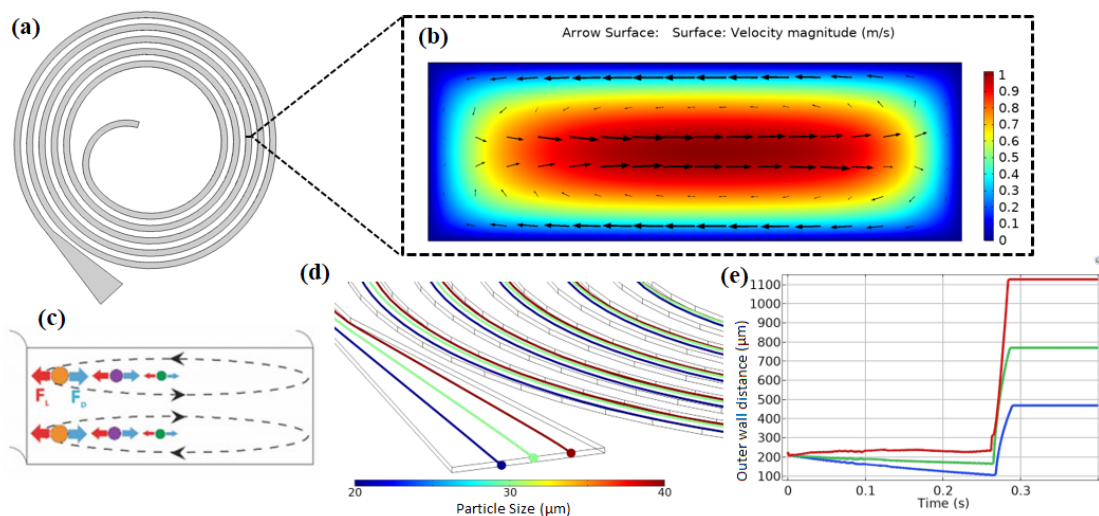 (a)
(b)
Arrow Surface: Surface: Velocity magnitude (m/s)
1
0.9
0.8
0.7
0.6
0.5
0.4
0.3
0.2
0.1
0
(c)
F_L F_D
(d)
20 30 40
Particle Size (μm)
(e)
Outer wall distance (μm)
1100
1000
900
800
700
600
500
400
300
200
100
0 0.1 0.2 0.3
Time (s)